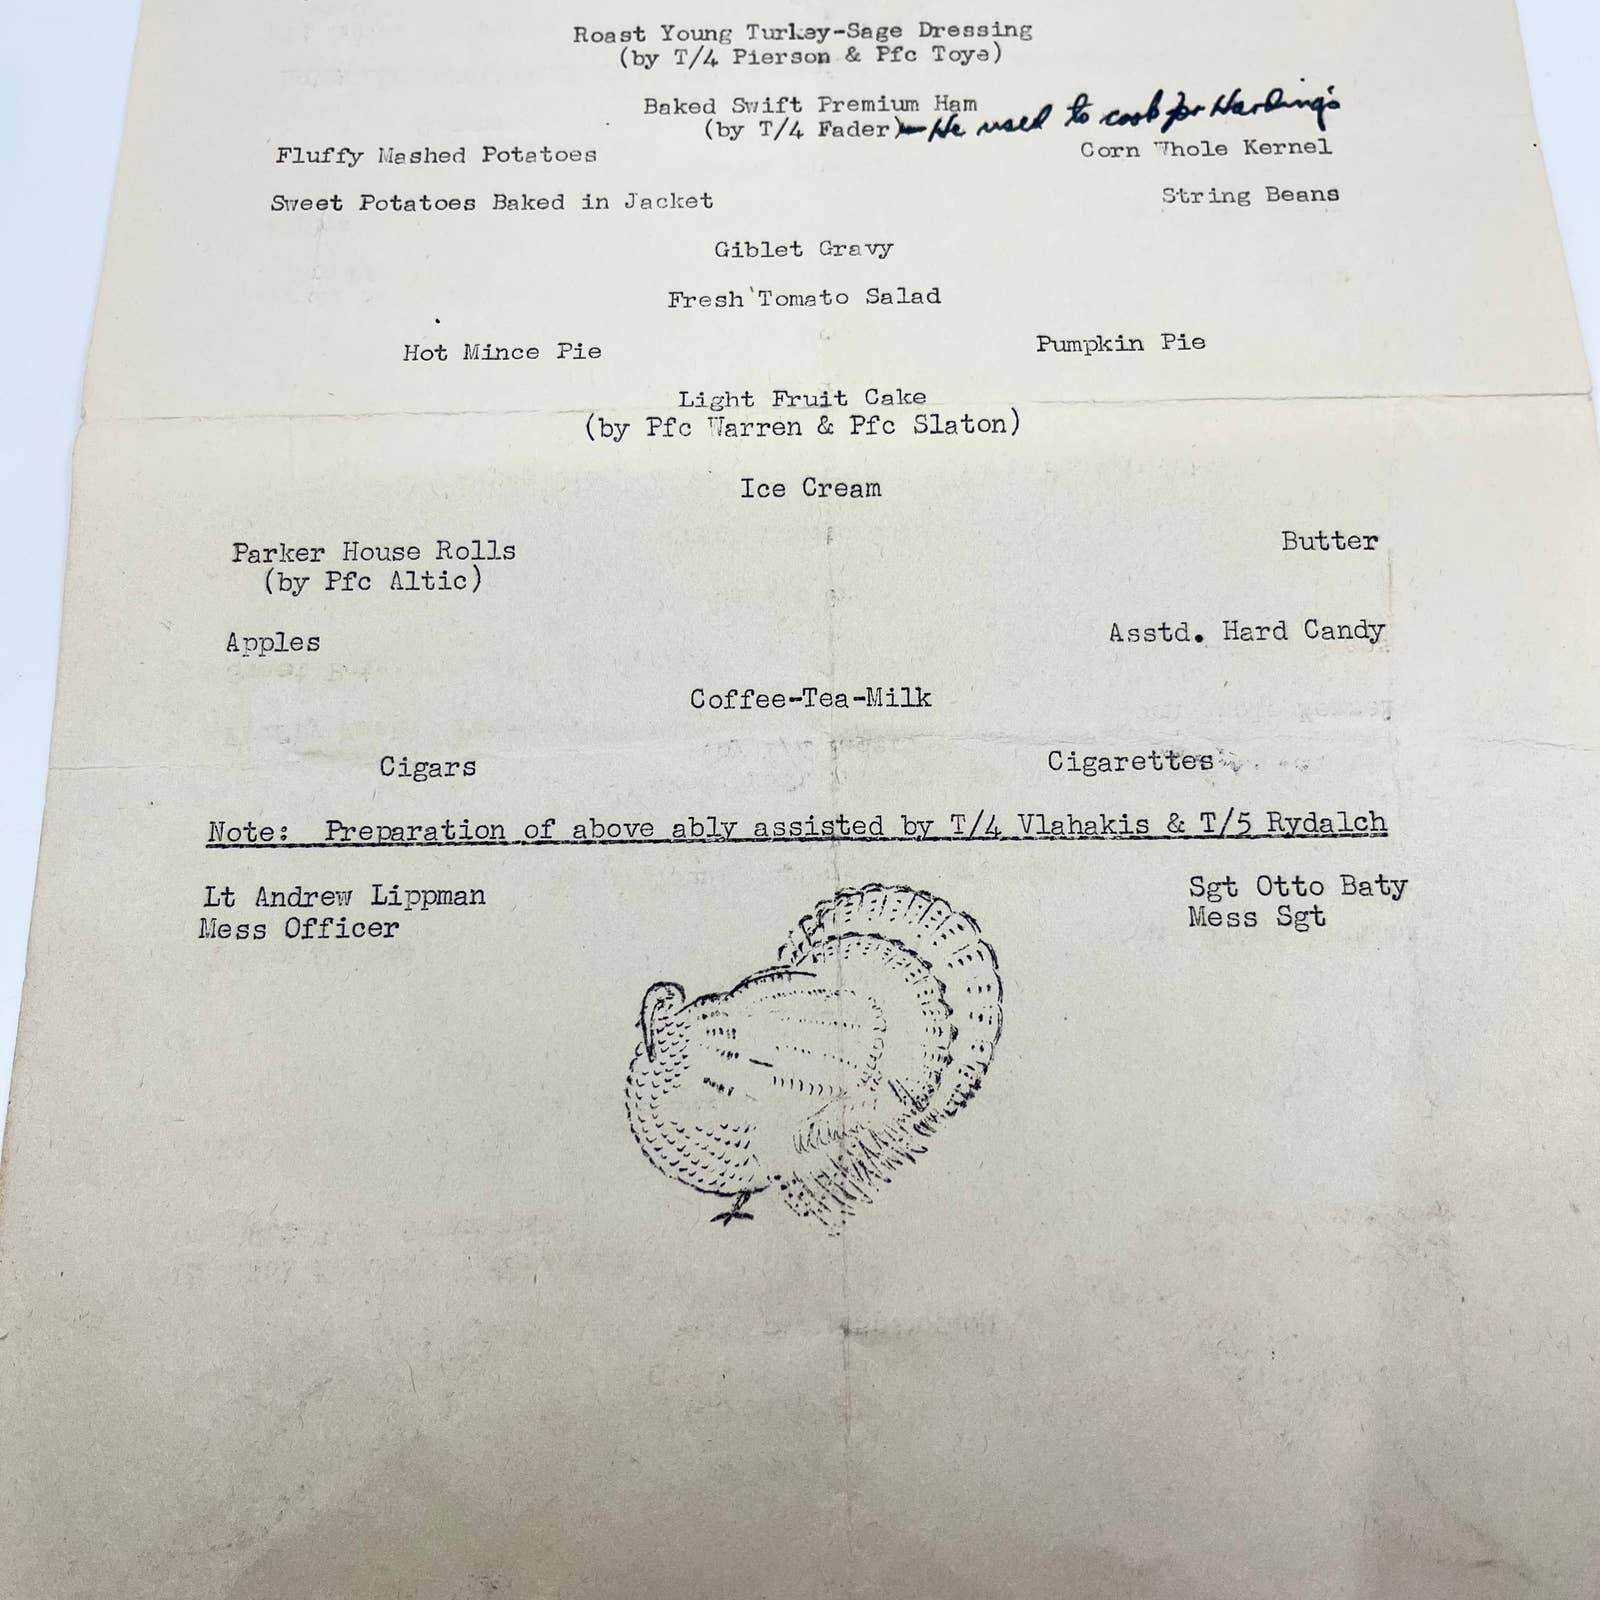 Roast Young Turkey-Sage Dressing
(by T/4 Pierson & Pfc Toye)
Baked Swift Premium Ham
(by T/4 Fader) He used to cook for Harding's
Fluffy Mashed Potatoes Corn Whole Kernel
Sweet Potatoes Baked in Jacket String Beans
Giblet Gravy
Fresh Tomato Salad
Hot Mince Pie Pumpkin Pie
Light Fruit Cake
(by Pfc Warren & Pfc Slaton)
Ice Cream
Parker House Rolls Butter
(by Pfc Altic)
Apples Asstd. Hard Candy
Coffee-Tea-Milk
Cigars Cigarettes
Note: Preparation of above ably assisted by T/4 Vlahakis & T/5 Rydalch
Lt Andrew Lippman Sgt Otto Baty
Mess Officer Mess Sgt